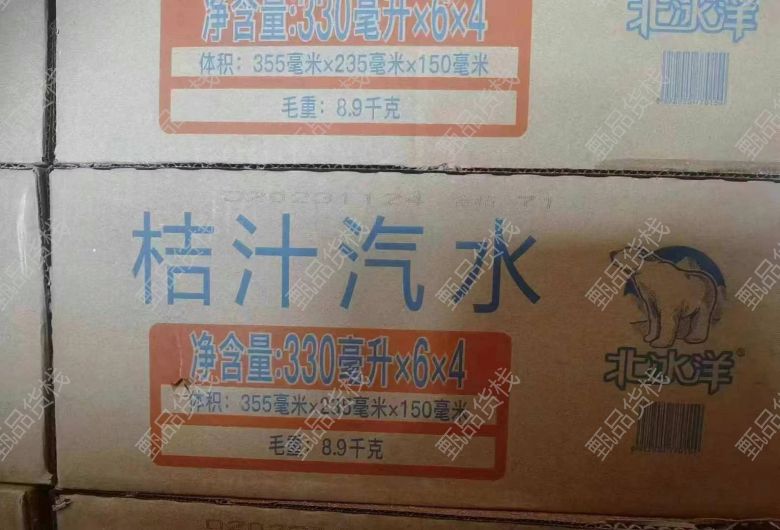 净含量:330毫升×6×4
体积：355毫米×235毫米×150毫米
毛重：8.9千克
北冰洋
20231124
71
桔汁汽水
北冰洋®
净含量:330毫升×6×4
体积：355毫米×235毫米×150毫米
毛重：8.9千克
甄品货栈